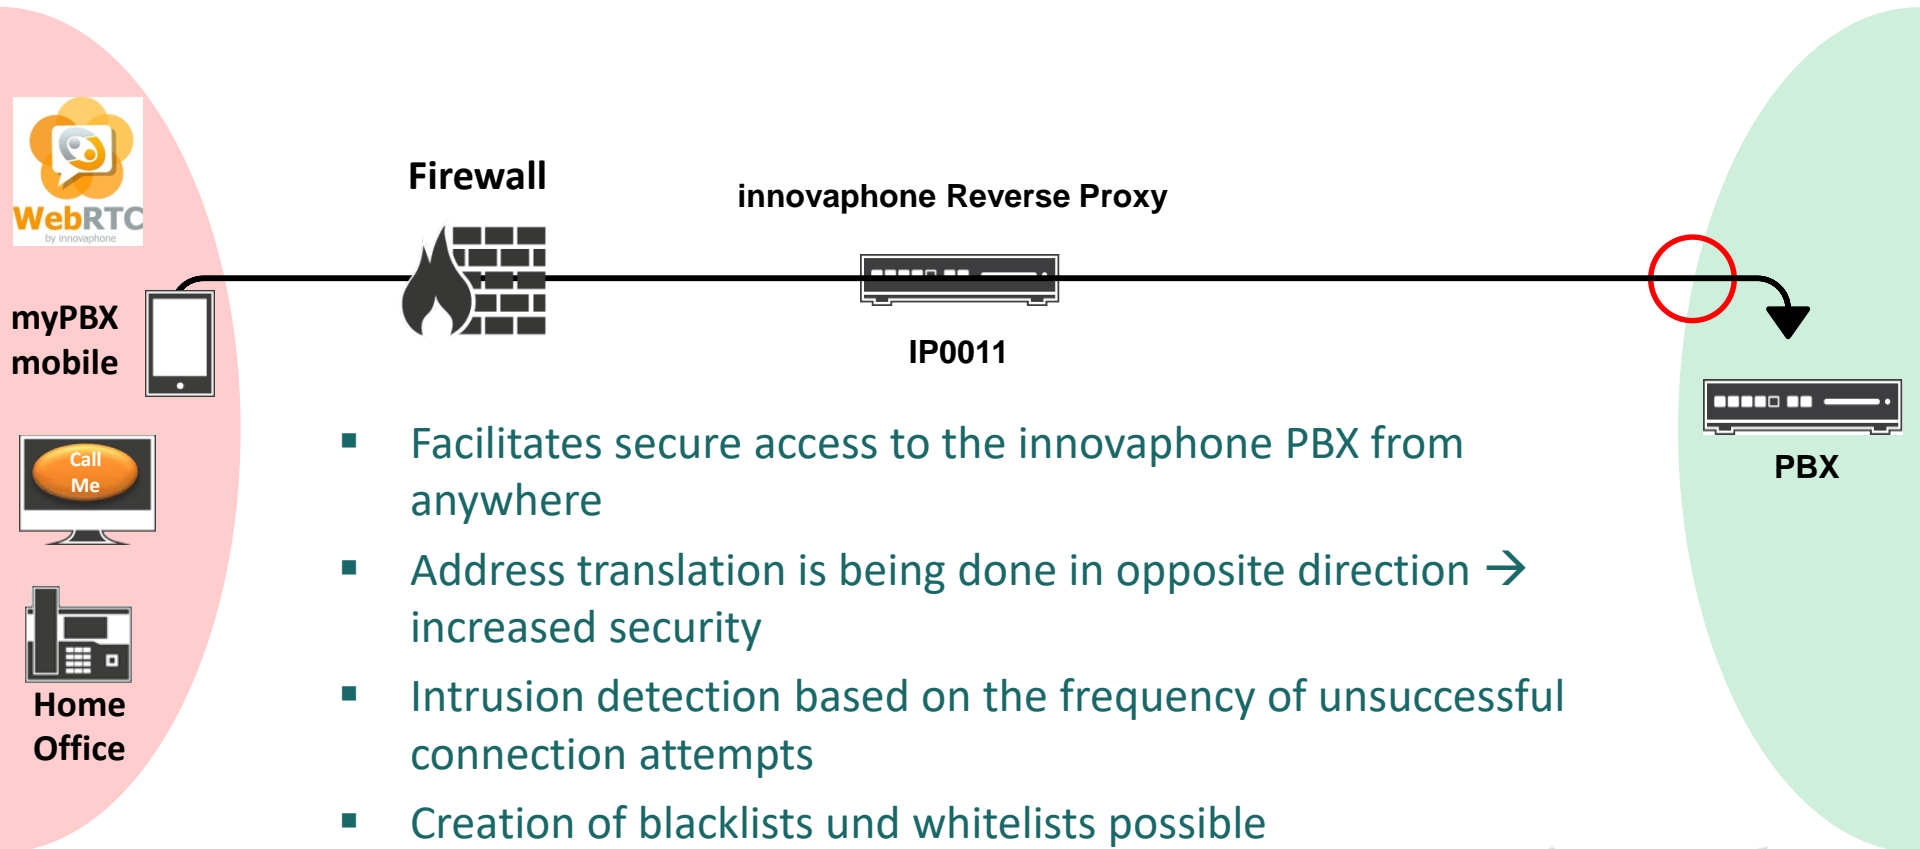 WebRTC
by innovaphone
myPBX
mobile
Call
Me
Home
Office
Firewall
innovaphone Reverse Proxy
IP0011
PBX
▪ Facilitates secure access to the innovaphone PBX from
anywhere
▪ Address translation is being done in opposite direction →
increased security
▪ Intrusion detection based on the frequency of unsuccessful
connection attempts
▪ Creation of blacklists und whitelists possible